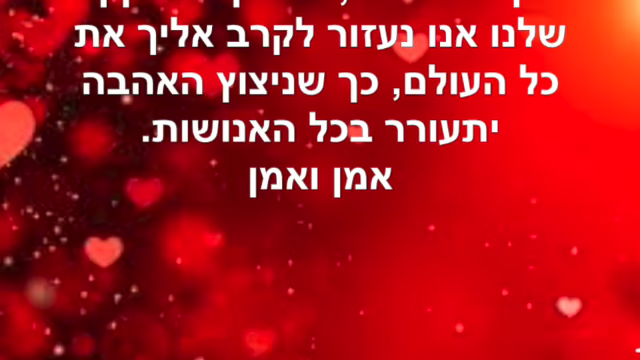 שלנו אנו נעזור לקרב אליך את
כל העולם, כך שניצוץ האהבה
יתעורר בכל האנושות.
אמן ואמן